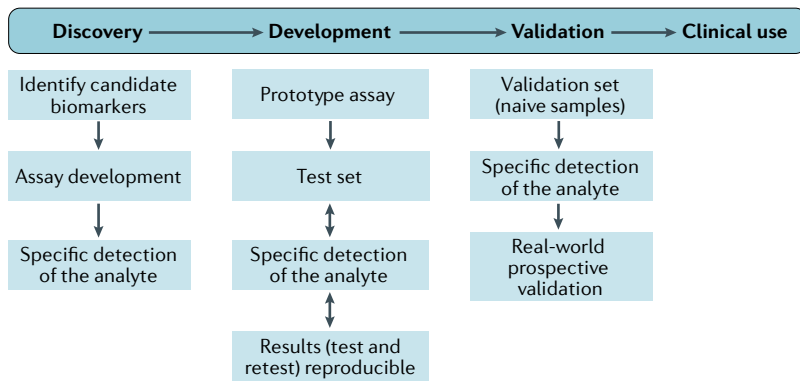 Discovery Development Validation Clinical use
Identify candidate
biomarkers
Assay development
Specific detection
of the analyte
Prototype assay
Test set
Specific detection
of the analyte
Results (test and
retest) reproducible
Validation set
(naive samples)
Specific detection
of the analyte
Real-world
prospective
validation